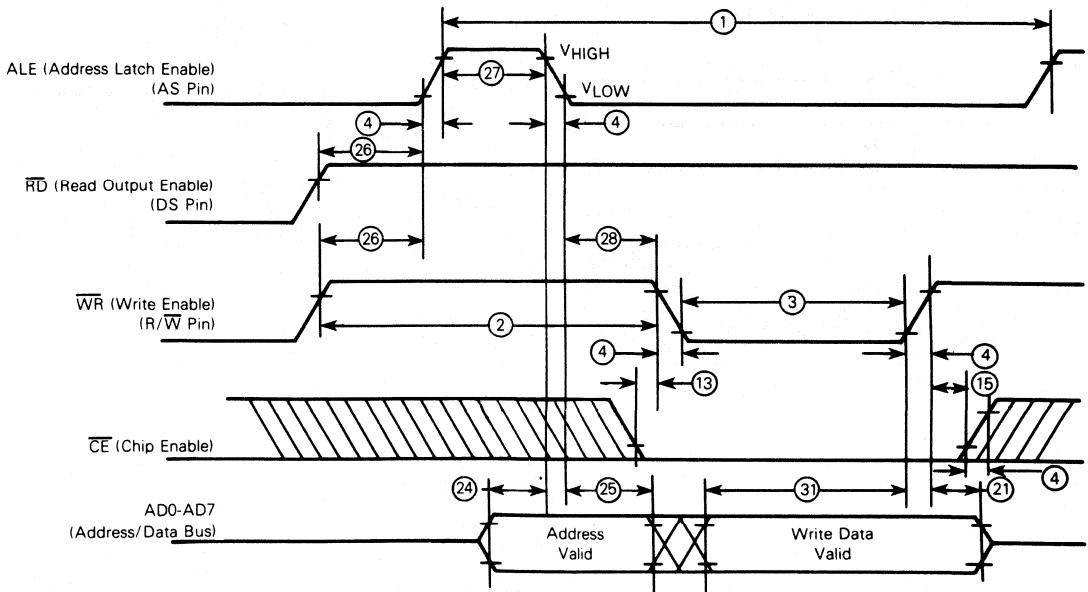 1
ALE (Address Latch Enable)
(AS Pin)
VHIGH
27
VLOW
4
4
26
RD (Read Output Enable)
(DS Pin)
26
28
WR (Write Enable)
(R/W Pin)
2
3
4
4
13
15
CE (Chip Enable)
4
24
25
31
21
AD0-AD7
(Address/Data Bus)
Address
Valid
Write Data
Valid